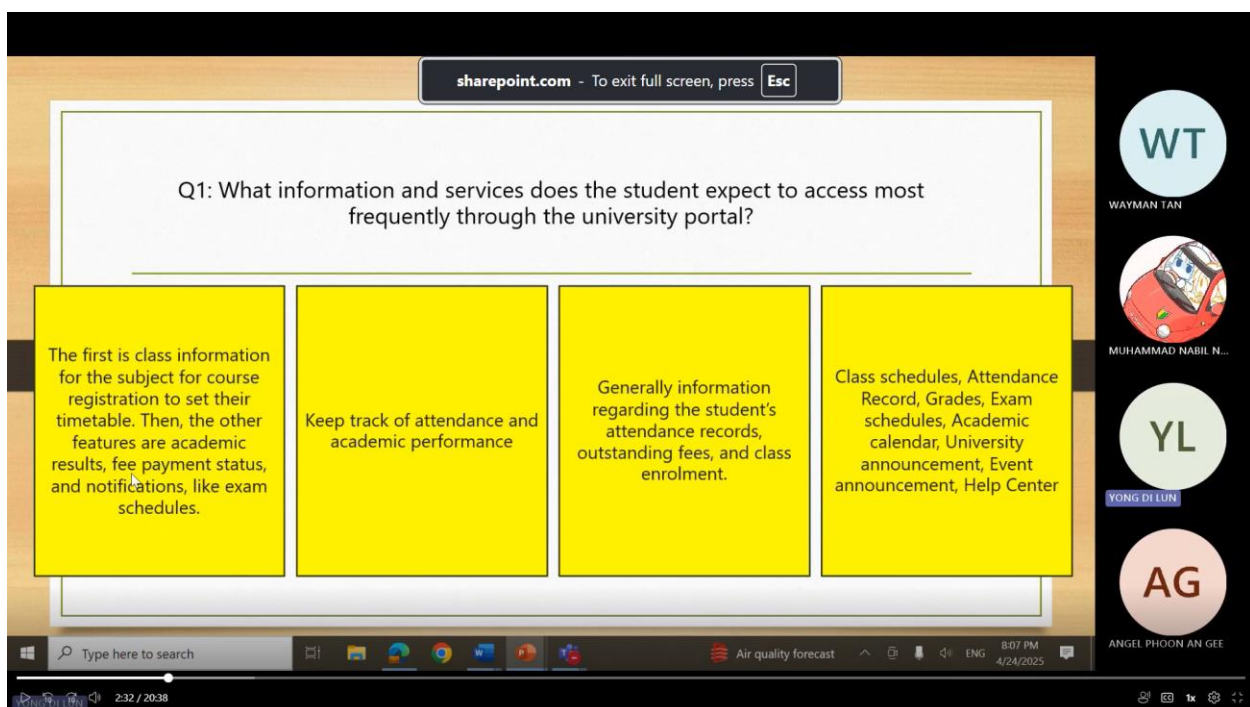 sharepoint.com - To exit full screen, press Esc
Q1: What information and services does the student expect to access most
frequently through the university portal?
The first is class information
for the subject for course
registration to set their
timetable. Then, the other
features are academic
results, fee payment status,
and notifications, like exam
schedules.
Keep track of attendance and
academic performance
Generally information
regarding the student's
attendance records,
outstanding fees, and class
enrolment.
Class schedules, Attendance
Record, Grades, Exam
schedules, Academic
calendar, University
announcement, Event
announcement, Help Center
WT
WAYMAN TAN
MUHAMMAD NABIL N...
YL
YONG DI LUN
AG
ANGEL PHOON AN GEE
Type here to search
Air quality forecast
ENG
8:07 PM
4/24/2025
YONG DI LUN
10
10
2:32 / 20:38
CC
1x